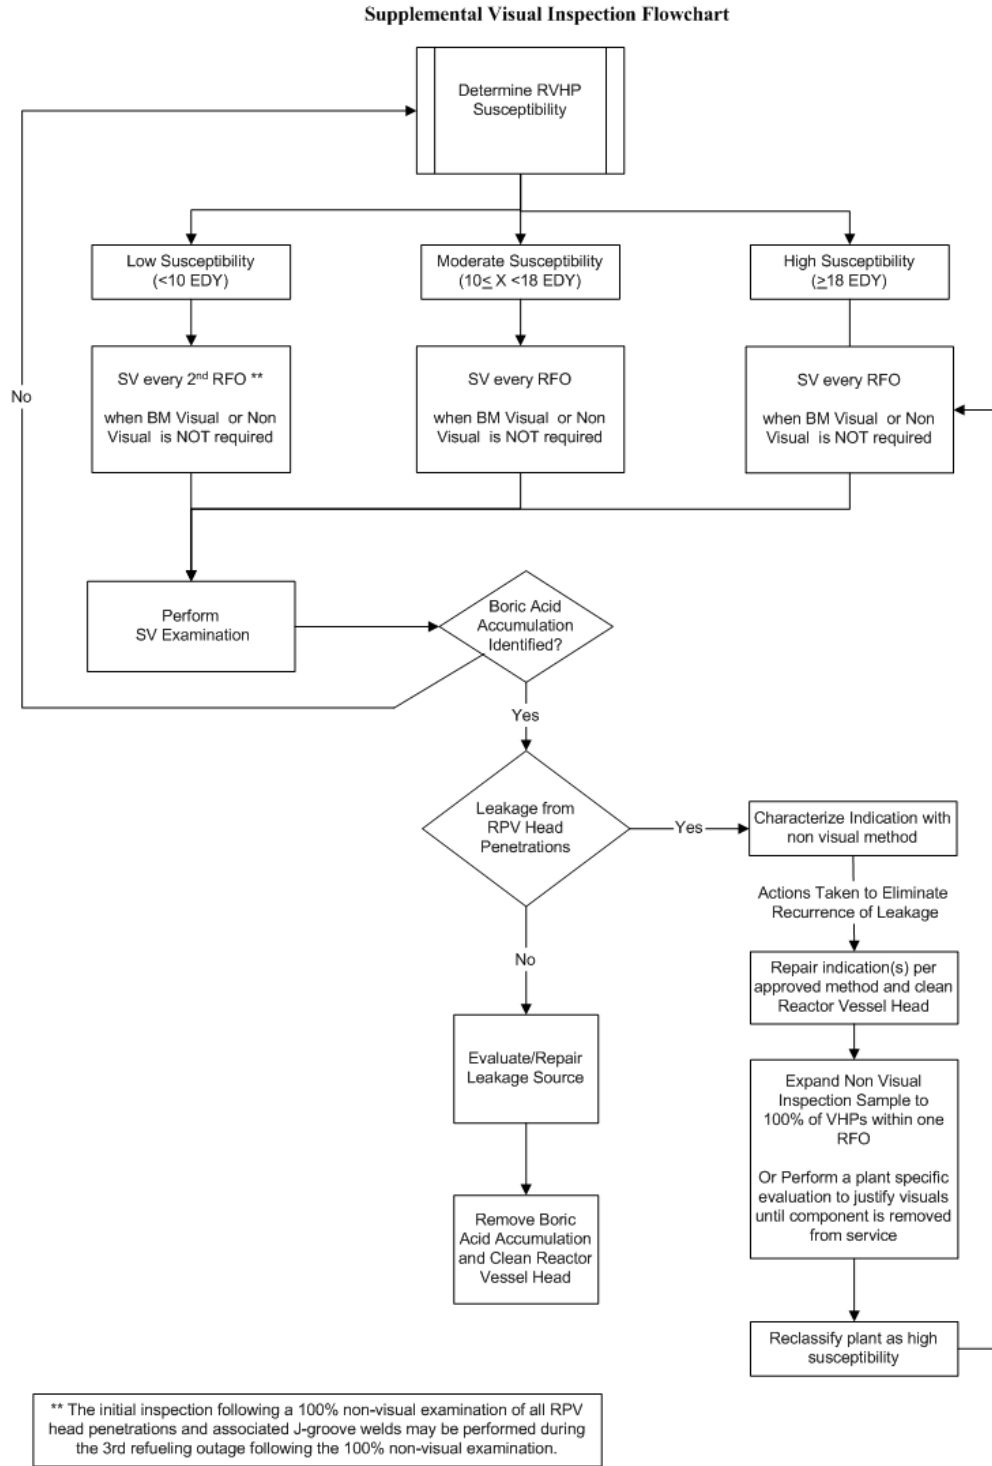 Supplemental Visual Inspection Flowchart
Determine RVHP
Susceptibility
Low Susceptibility
(<10 EDY)
Moderate Susceptibility
(10≤ X <18 EDY)
High Susceptibility
(≥18 EDY)
SV every 2nd RFO **
when BM Visual or Non
Visual is NOT required
SV every RFO
when BM Visual or Non
Visual is NOT required
SV every RFO
when BM Visual or Non
Visual is NOT required
No
Perform
SV Examination
Boric Acid
Accumulation
Identified?
Yes
Leakage from
RPV Head
Penetrations
Yes
Characterize Indication with
non visual method
Actions Taken to Eliminate
Recurrence of Leakage
Repair indication(s) per
approved method and clean
Reactor Vessel Head
Expand Non Visual
Inspection Sample to
100% of VHPs within one
RFO
Or Perform a plant specific
evaluation to justify visuals
until component is removed
from service
Reclassify plant as high
susceptibility
No
Evaluate/Repair
Leakage Source
Remove Boric
Acid Accumulation
and Clean Reactor
Vessel Head
** The initial inspection following a 100% non-visual examination of all RPV
head penetrations and associated J-groove welds may be performed during
the 3rd refueling outage following the 100% non-visual examination.